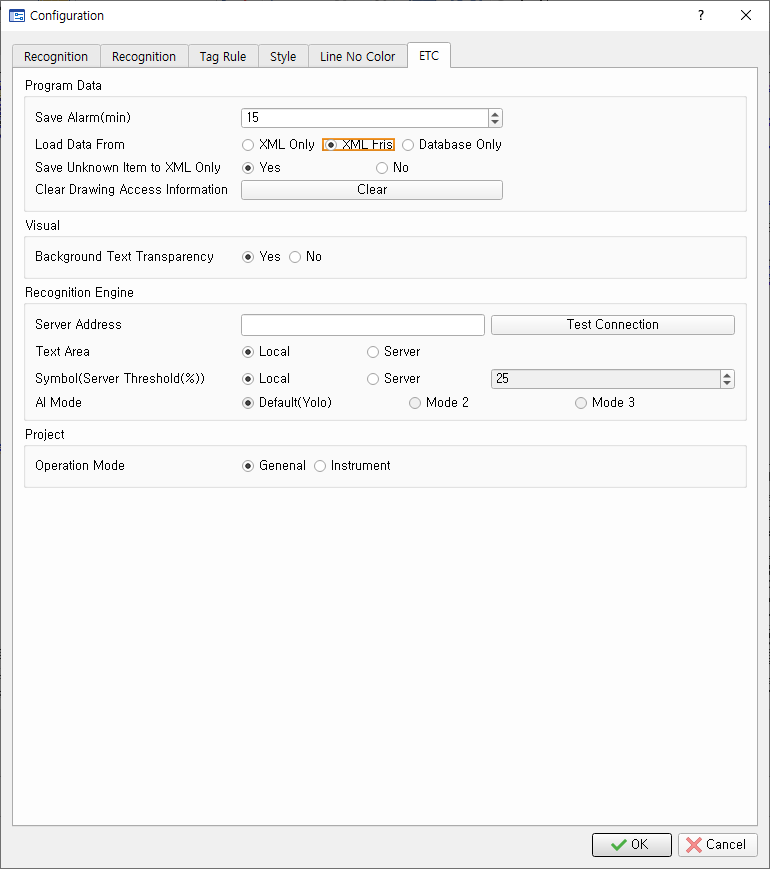 Configuration
?
Recognition Recognition Tag Rule Style Line No Color ETC
Program Data
Save Alarm(min) 15
Load Data From XML Only XML Fris Database Only
Save Unknown Item to XML Only Yes No
Clear Drawing Access Information Clear
Visual
Background Text Transparency Yes No
Recognition Engine
Server Address Test Connection
Text Area Local Server
Symbol(Server Threshold(%)) Local Server 25
AI Mode Default(Yolo) Mode 2 Mode 3
Project
Operation Mode Genenal Instrument
OK Cancel